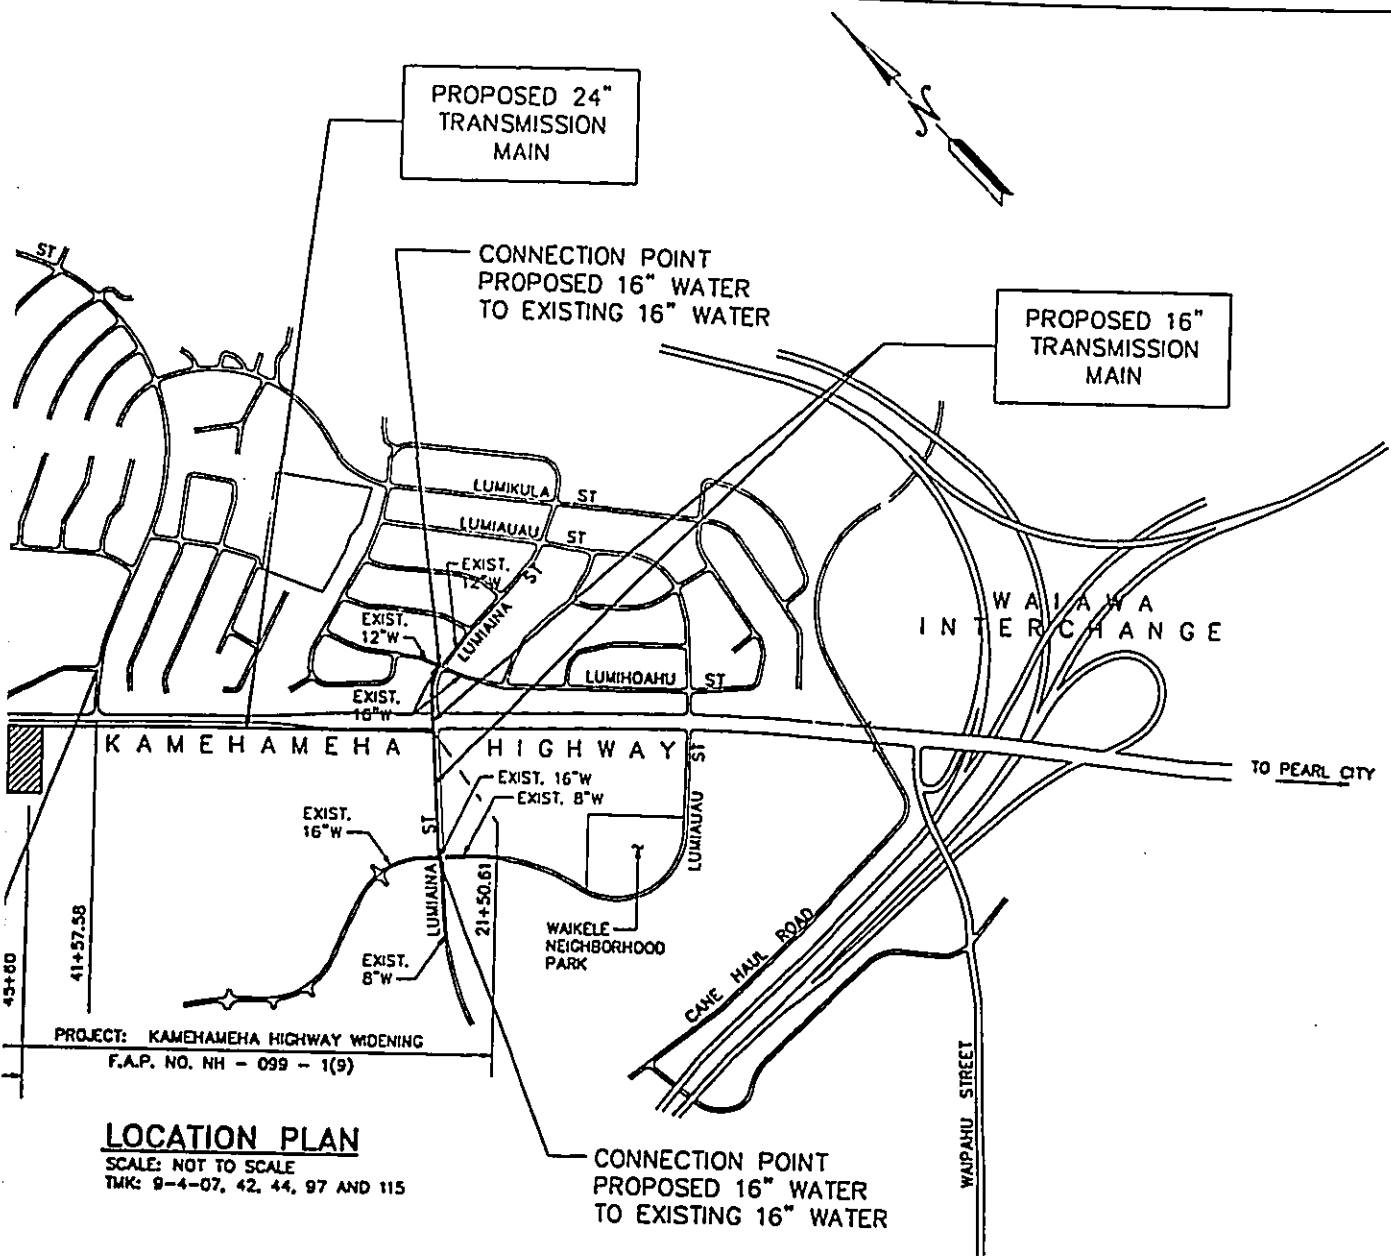 PROPOSED 24"
TRANSMISSION
MAIN
N
CONNECTION POINT
PROPOSED 16" WATER
TO EXISTING 16" WATER
PROPOSED 16"
TRANSMISSION
MAIN
ST
LUMIKULA ST
LUMIAUAU ST
EXIST.
12"W
ST
LUMIAINA
EXIST.
12"W
WAIAWA
INTERCHANGE
LUMIHOAHU ST
EXIST.
16"W
KAMEHAMEHA HIGHWAY
ST
LUMIAUAU
TO PEARL CITY
EXIST. 16"W
EXIST. 8"W
EXIST.
16"W
ST
LUMIAINA
21+50.61
WAIKELE
NEIGHBORHOOD
PARK
EXIST.
8"W
45+60
41+57.58
CANE HAUL ROAD
PROJECT: KAMEHAMEHA HIGHWAY WIDENING
F.A.P. NO. NH - 099 - 1(9)
WAIPAHU STREET
LOCATION PLAN
SCALE: NOT TO SCALE
TMK: 9-4-07, 42, 44, 97 AND 115
CONNECTION POINT
PROPOSED 16" WATER
TO EXISTING 16" WATER